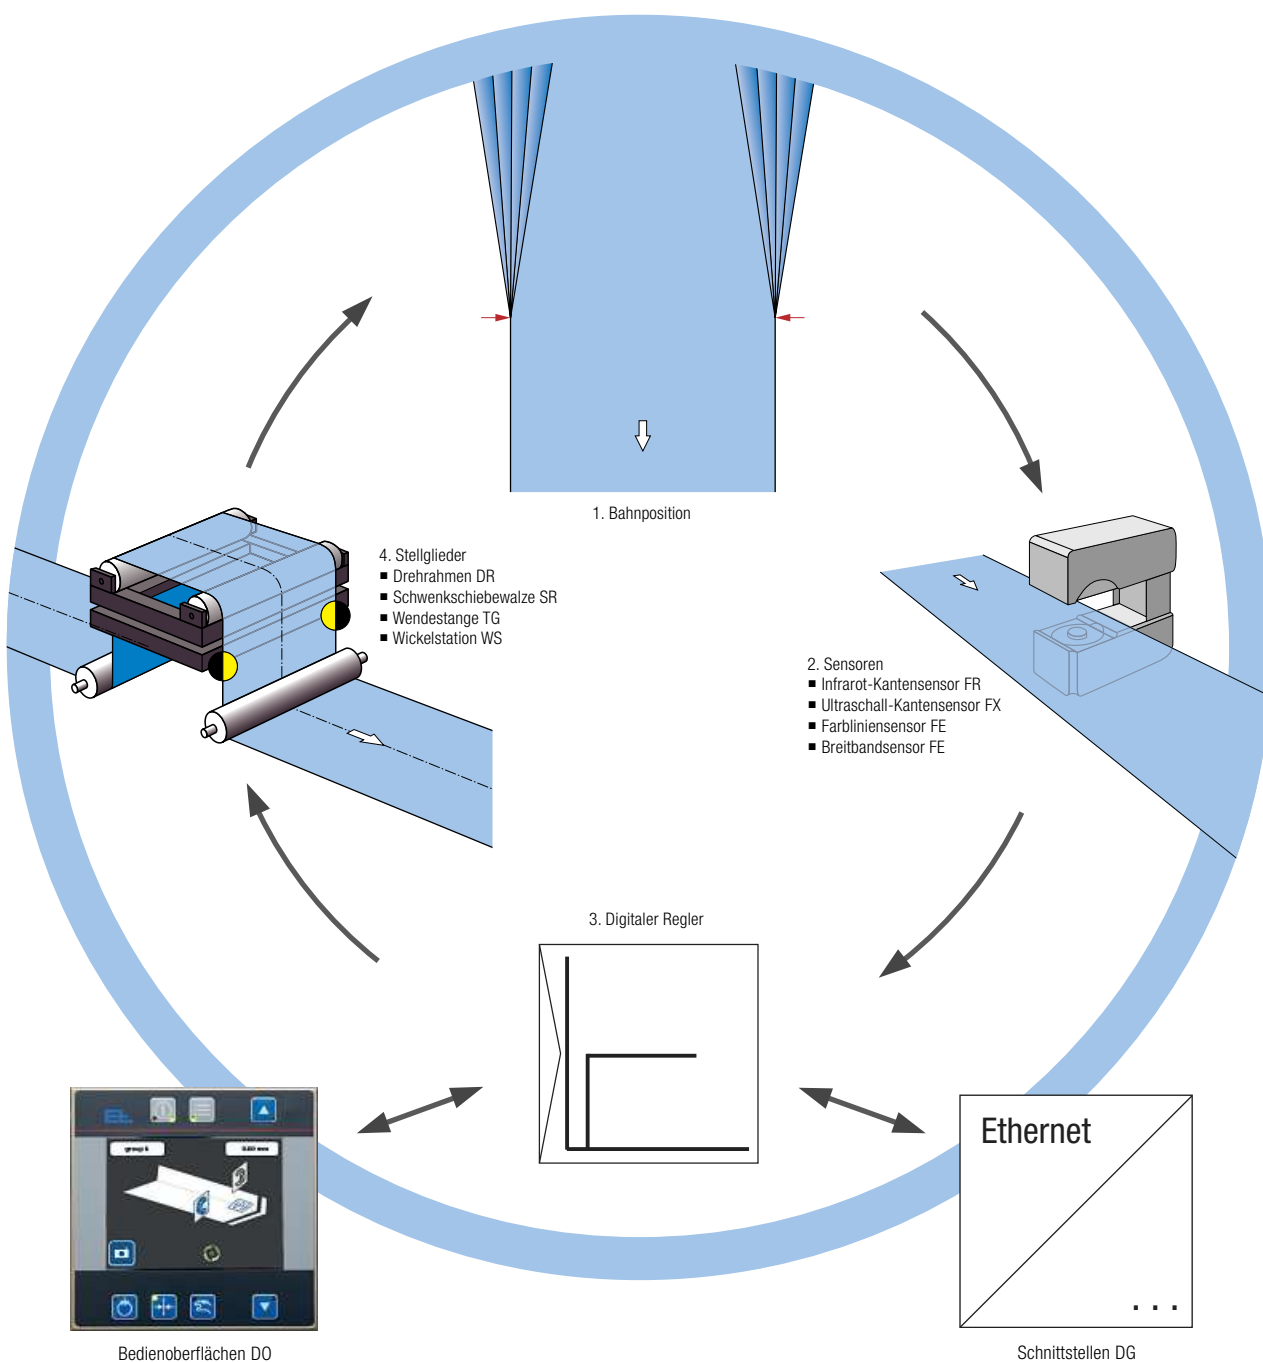 1. Bahnposition
2. Sensoren
■ Infrarot-Kantensensor FR
■ Ultraschall-Kantensensor FX
■ Farbliniensensor FE
■ Breitbandsensor FE
3. Digitaler Regler
4. Stellglieder
■ Drehrahmen DR
■ Schwenkschiebewalze SR
■ Wendestange TG
■ Wickelstation WS
EL
Bedienoberflächen DO
Ethernet
...
Schnittstellen DG